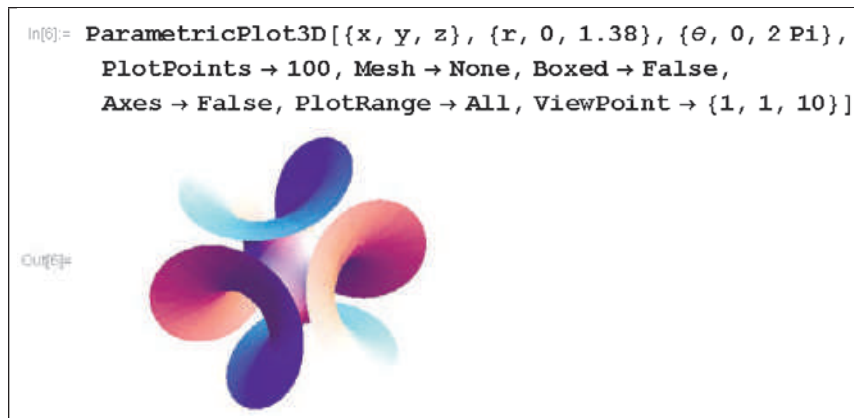 In[6]:= ParametricPlot3D[{x, y, z}, {r, 0, 1.38}, {θ, 0, 2 Pi},
PlotPoints → 100, Mesh → None, Boxed → False,
Axes → False, PlotRange → All, ViewPoint → {1, 1, 10}]
Out[6]=